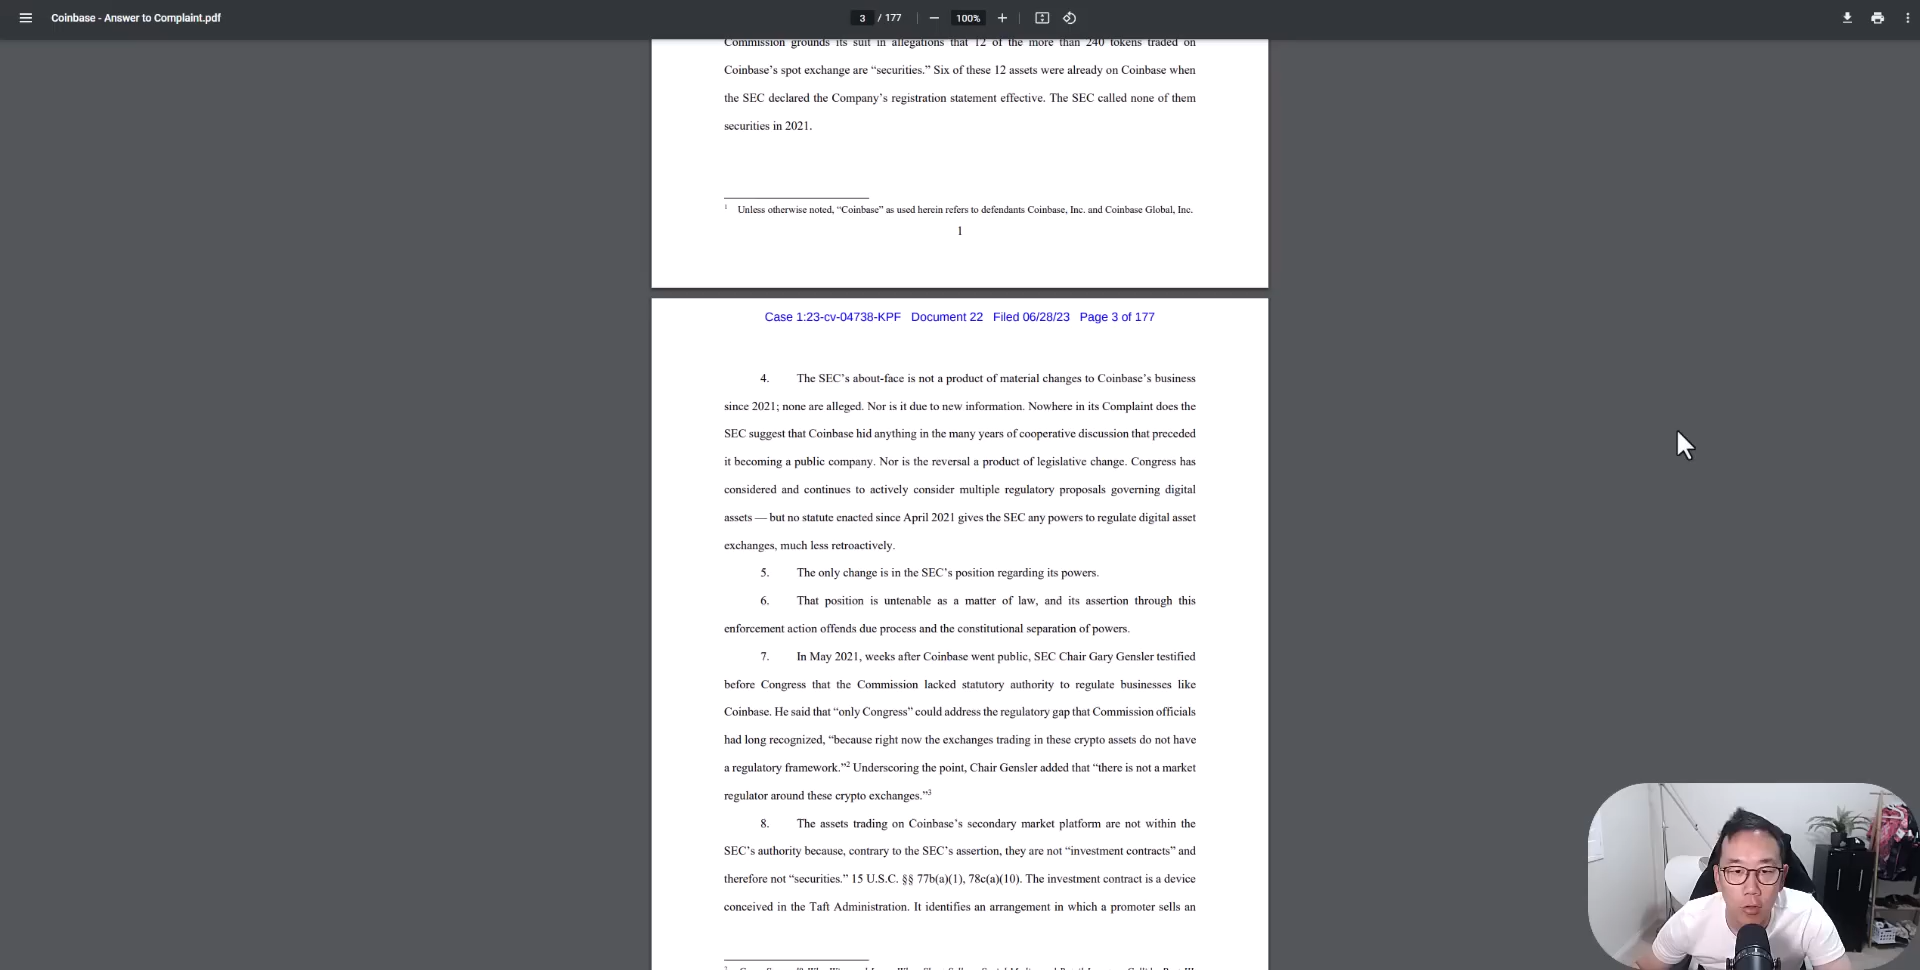 Coinbase - Answer to Complaint.pdf
3 / 177
100%
Commission grounds its suit in allegations that 12 of the more than 240 tokens traded on
Coinbase’s spot exchange are “securities.” Six of these 12 assets were already on Coinbase when
the SEC declared the Company’s registration statement effective. The SEC called none of them
securities in 2021.
1 Unless otherwise noted, “Coinbase” as used herein refers to defendants Coinbase, Inc. and Coinbase Global, Inc.
1
Case 1:23-cv-04738-KPF Document 22 Filed 06/28/23 Page 3 of 177
4. The SEC’s about-face is not a product of material changes to Coinbase’s business
since 2021; none are alleged. Nor is it due to new information. Nowhere in its Complaint does the
SEC suggest that Coinbase hid anything in the many years of cooperative discussion that preceded
it becoming a public company. Nor is the reversal a product of legislative change. Congress has
considered and continues to actively consider multiple regulatory proposals governing digital
assets — but no statute enacted since April 2021 gives the SEC any powers to regulate digital asset
exchanges, much less retroactively.
5. The only change is in the SEC’s position regarding its powers.
6. That position is untenable as a matter of law, and its assertion through this
enforcement action offends due process and the constitutional separation of powers.
7. In May 2021, weeks after Coinbase went public, SEC Chair Gary Gensler testified
before Congress that the Commission lacked statutory authority to regulate businesses like
Coinbase. He said that “only Congress” could address the regulatory gap that Commission officials
had long recognized, “because right now the exchanges trading in these crypto assets do not have
a regulatory framework.”2 Underscoring the point, Chair Gensler added that “there is not a market
regulator around these crypto exchanges.”3
8. The assets trading on Coinbase’s secondary market platform are not within the
SEC’s authority because, contrary to the SEC’s assertion, they are not “investment contracts” and
therefore not “securities.” 15 U.S.C. §§ 77b(a)(1), 78c(a)(10). The investment contract is a device
conceived in the Taft Administration. It identifies an arrangement in which a promoter sells an